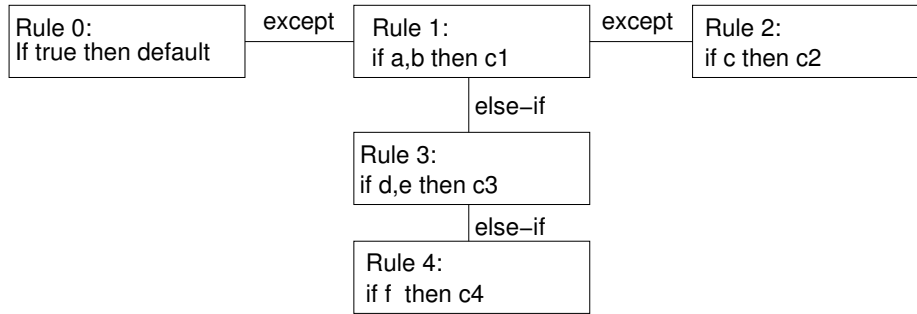 Rule 0:
If true then default
except
Rule 1:
if a,b then c1
except
Rule 2:
if c then c2
else–if
Rule 3:
if d,e then c3
else–if
Rule 4:
if f then c4